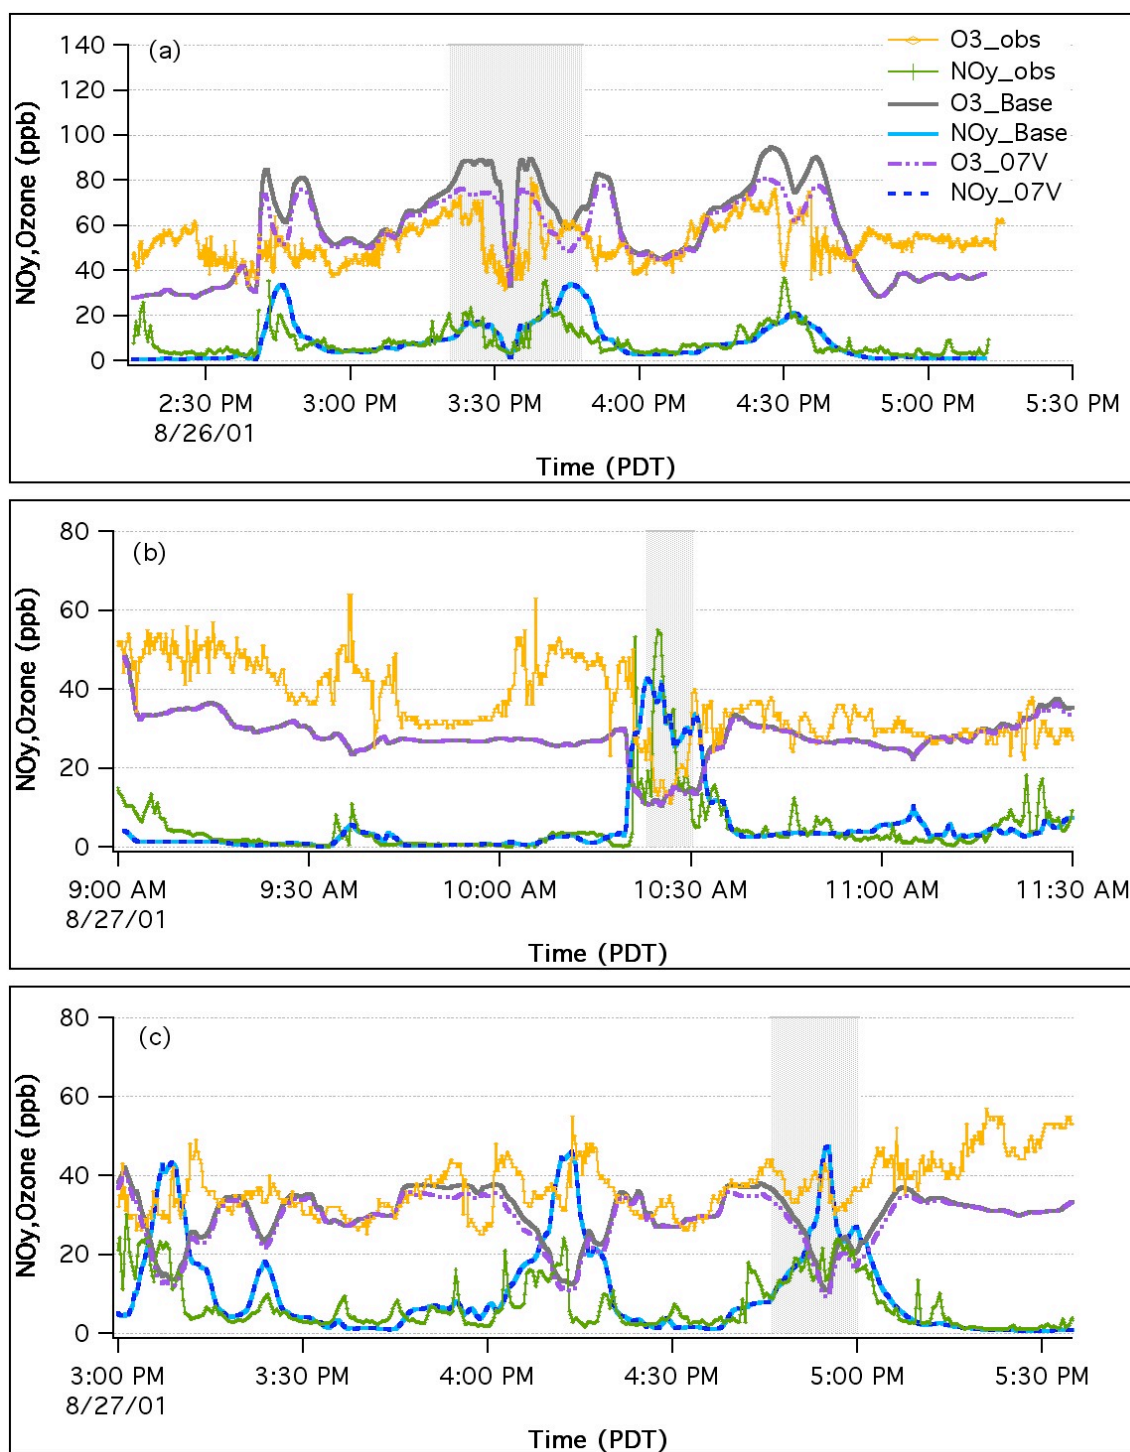 (a)
O3_obs
NOy_obs
O3_Base
NOy_Base
O3_07V
NOy_07V
NOy,Ozone (ppb)
140
120
100
80
60
40
20
0
2:30 PM 3:00 PM 3:30 PM 4:00 PM 4:30 PM 5:00 PM 5:30 PM
8/26/01
Time (PDT)
(b)
NOy,Ozone (ppb)
80
60
40
20
0
9:00 AM 9:30 AM 10:00 AM 10:30 AM 11:00 AM 11:30 AM
8/27/01
Time (PDT)
(c)
NOy,Ozone (ppb)
80
60
40
20
0
3:00 PM 3:30 PM 4:00 PM 4:30 PM 5:00 PM 5:30 PM
8/27/01
Time (PDT)